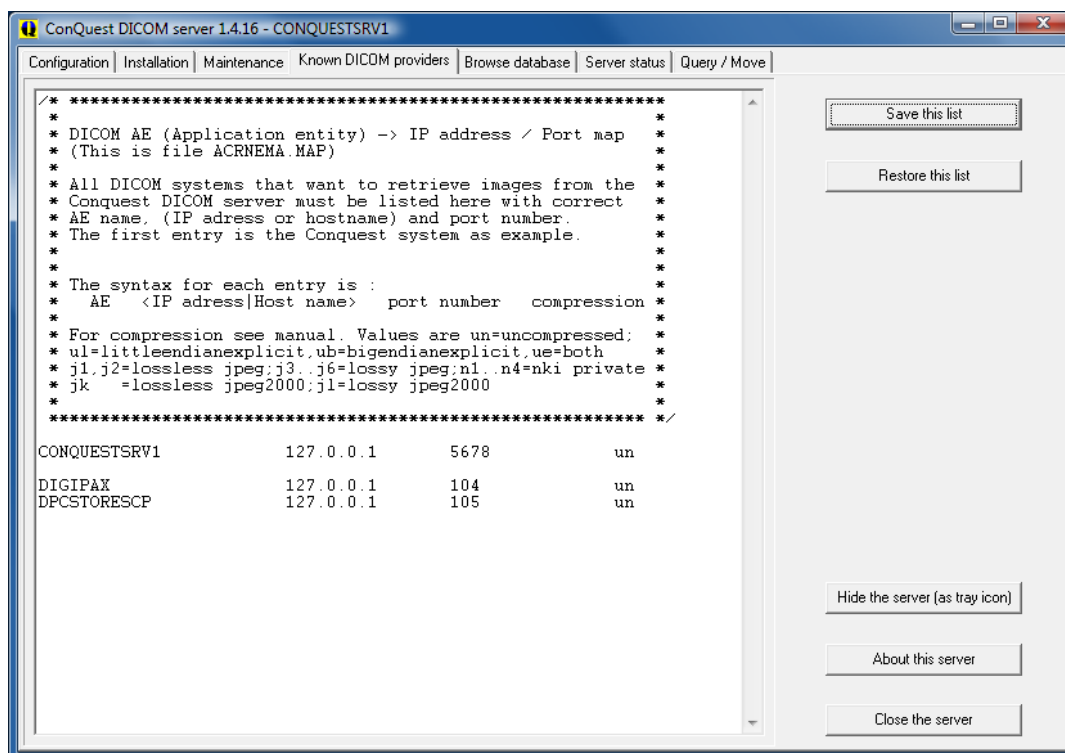 ConQuest DICOM server 1.4.16 - CONQUESTSRV1
Configuration Installation Maintenance Known DICOM providers Browse database Server status Query / Move
/* **********************************************************
* *
* DICOM AE (Application entity) -> IP address / Port map *
* (This is file ACRNEMA.MAP) *
* *
* All DICOM systems that want to retrieve images from the *
* Conquest DICOM server must be listed here with correct *
* AE name, (IP adress or hostname) and port number. *
* The first entry is the Conquest system as example. *
* *
* *
* The syntax for each entry is : *
* AE <IP adress|Host name> port number compression *
* *
* For compression see manual. Values are un=uncompressed; *
* ul=littleendianexplicit,ub=bigendianexplicit,ue=both *
* j1,j2=lossless jpeg;j3..j6=lossy jpeg;n1..n4=nki private *
* jk =lossless jpeg2000;jl=lossy jpeg2000 *
* *
********************************************************** */
CONQUESTSRV1 127.0.0.1 5678 un
DIGIPAX 127.0.0.1 104 un
DPCSTORESCP 127.0.0.1 105 un
Save this list
Restore this list
Hide the server (as tray icon)
About this server
Close the server